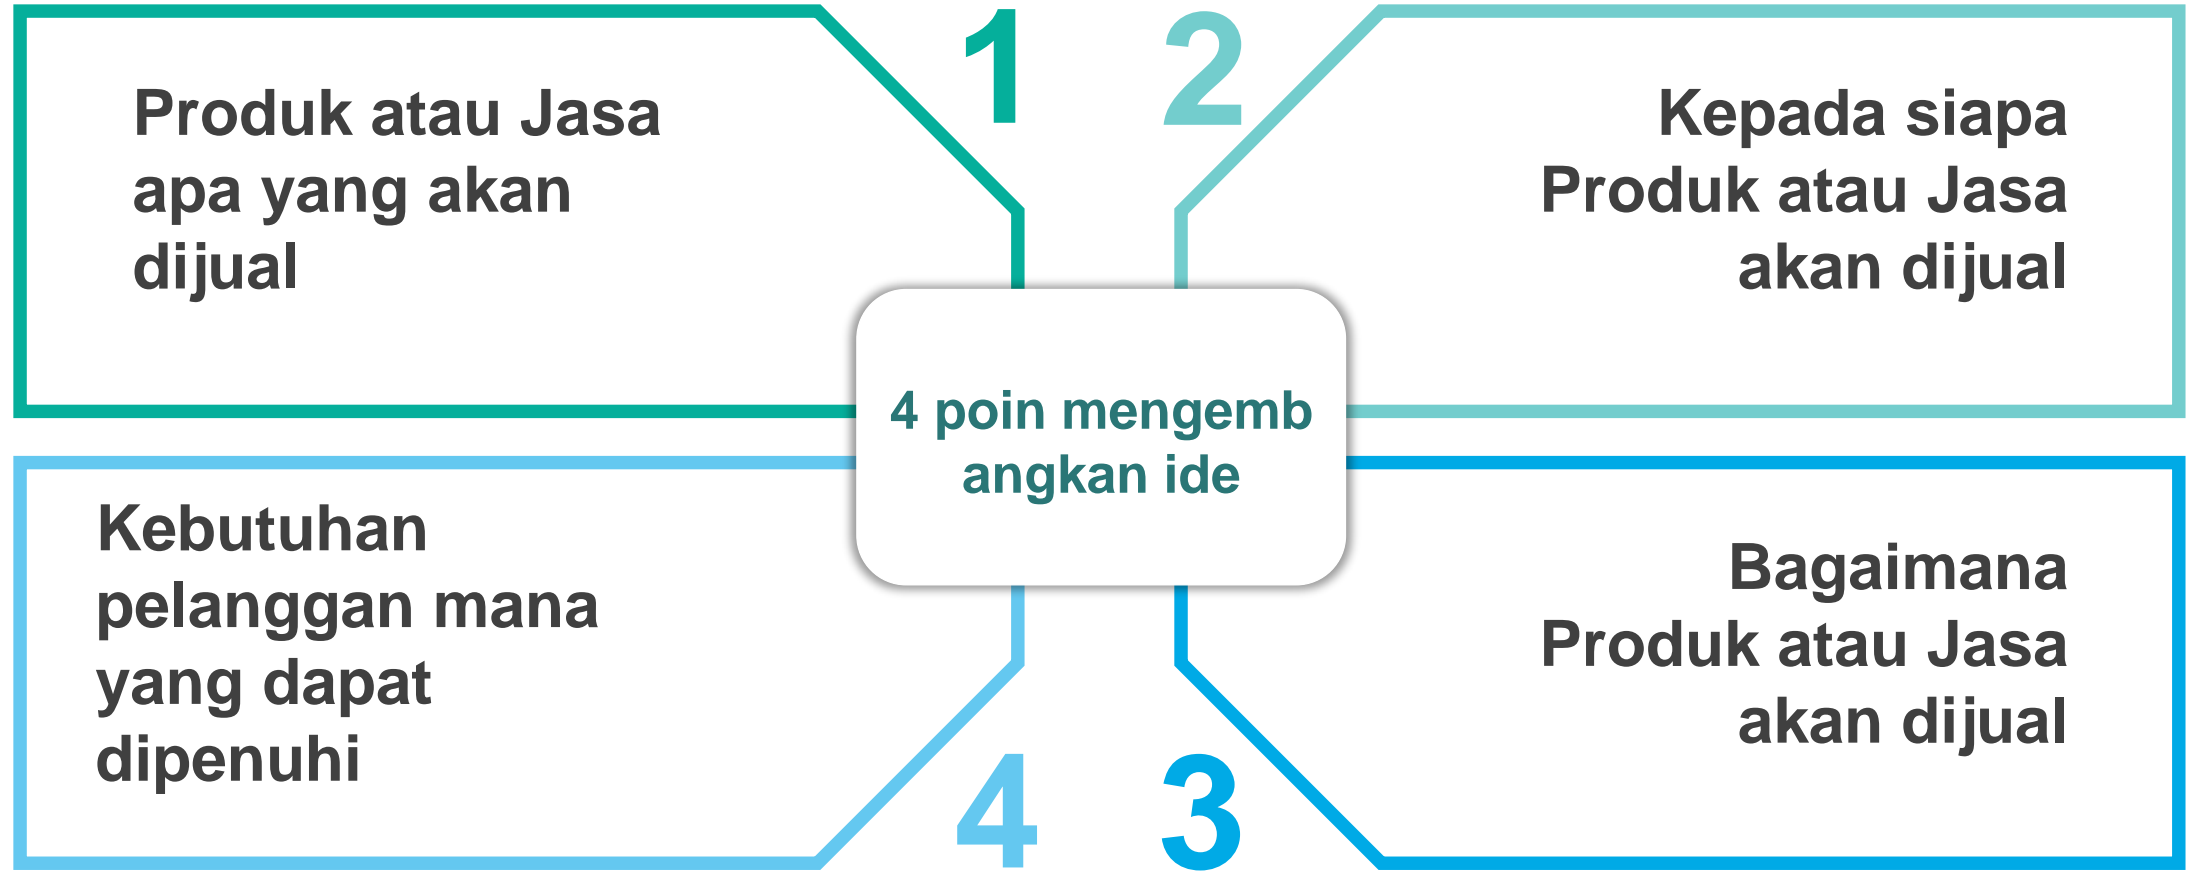 1
Produk atau Jasa
apa yang akan
dijual
2
Kepada siapa
Produk atau Jasa
akan dijual
4 poin mengemb
angkan ide
Kebutuhan
pelanggan mana
yang dapat
dipenuhi
4
Bagaimana
Produk atau Jasa
akan dijual
3